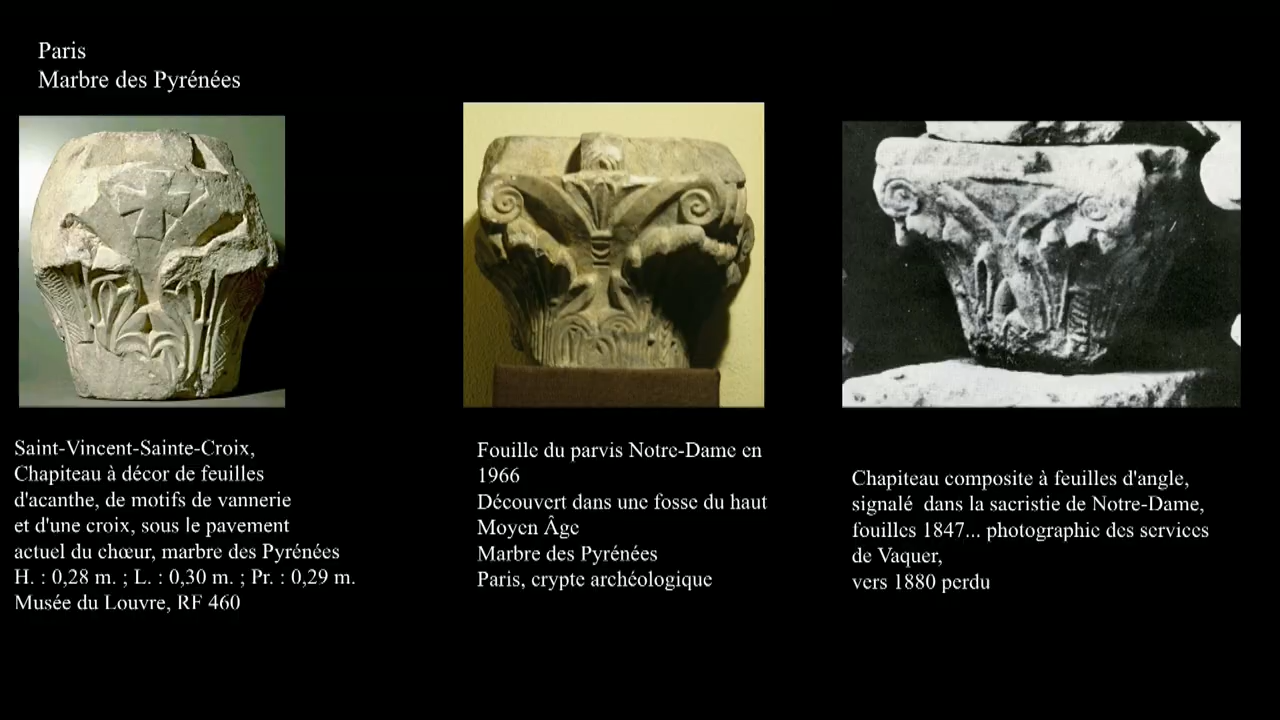 Paris
Marbre des Pyrénées
Saint-Vincent-Sainte-Croix,
Chapiteau à décor de feuilles
d'acanthe, de motifs de vannerie
et d'une croix, sous le pavement
actuel du chœur, marbre des Pyrénées
H. : 0,28 m. ; L. : 0,30 m. ; Pr. : 0,29 m.
Musée du Louvre, RF 460
Fouille du parvis Notre-Dame en
1966
Découvert dans une fosse du haut
Moyen Âge
Marbre des Pyrénées
Paris, crypte archéologique
Chapiteau composite à feuilles d'angle,
signalé dans la sacristie de Notre-Dame,
fouilles 1847... photographie des services
de Vaquer,
vers 1880 perdu